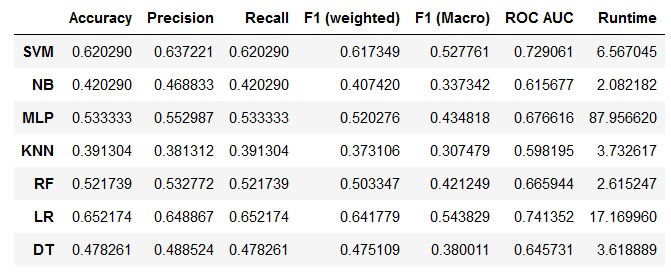 Accuracy Precision Recall F1 (weighted) F1 (Macro) ROC AUC Runtime
SVM 0.620290 0.637221 0.620290 0.617349 0.527761 0.729061 6.567045
NB 0.420290 0.468833 0.420290 0.407420 0.337342 0.615677 2.082182
MLP 0.533333 0.552987 0.533333 0.520276 0.434818 0.676616 87.956620
KNN 0.391304 0.381312 0.391304 0.373106 0.307479 0.598195 3.732617
RF 0.521739 0.532772 0.521739 0.503347 0.421249 0.665944 2.615247
LR 0.652174 0.648867 0.652174 0.641779 0.543829 0.741352 17.169960
DT 0.478261 0.488524 0.478261 0.475109 0.380011 0.645731 3.618889